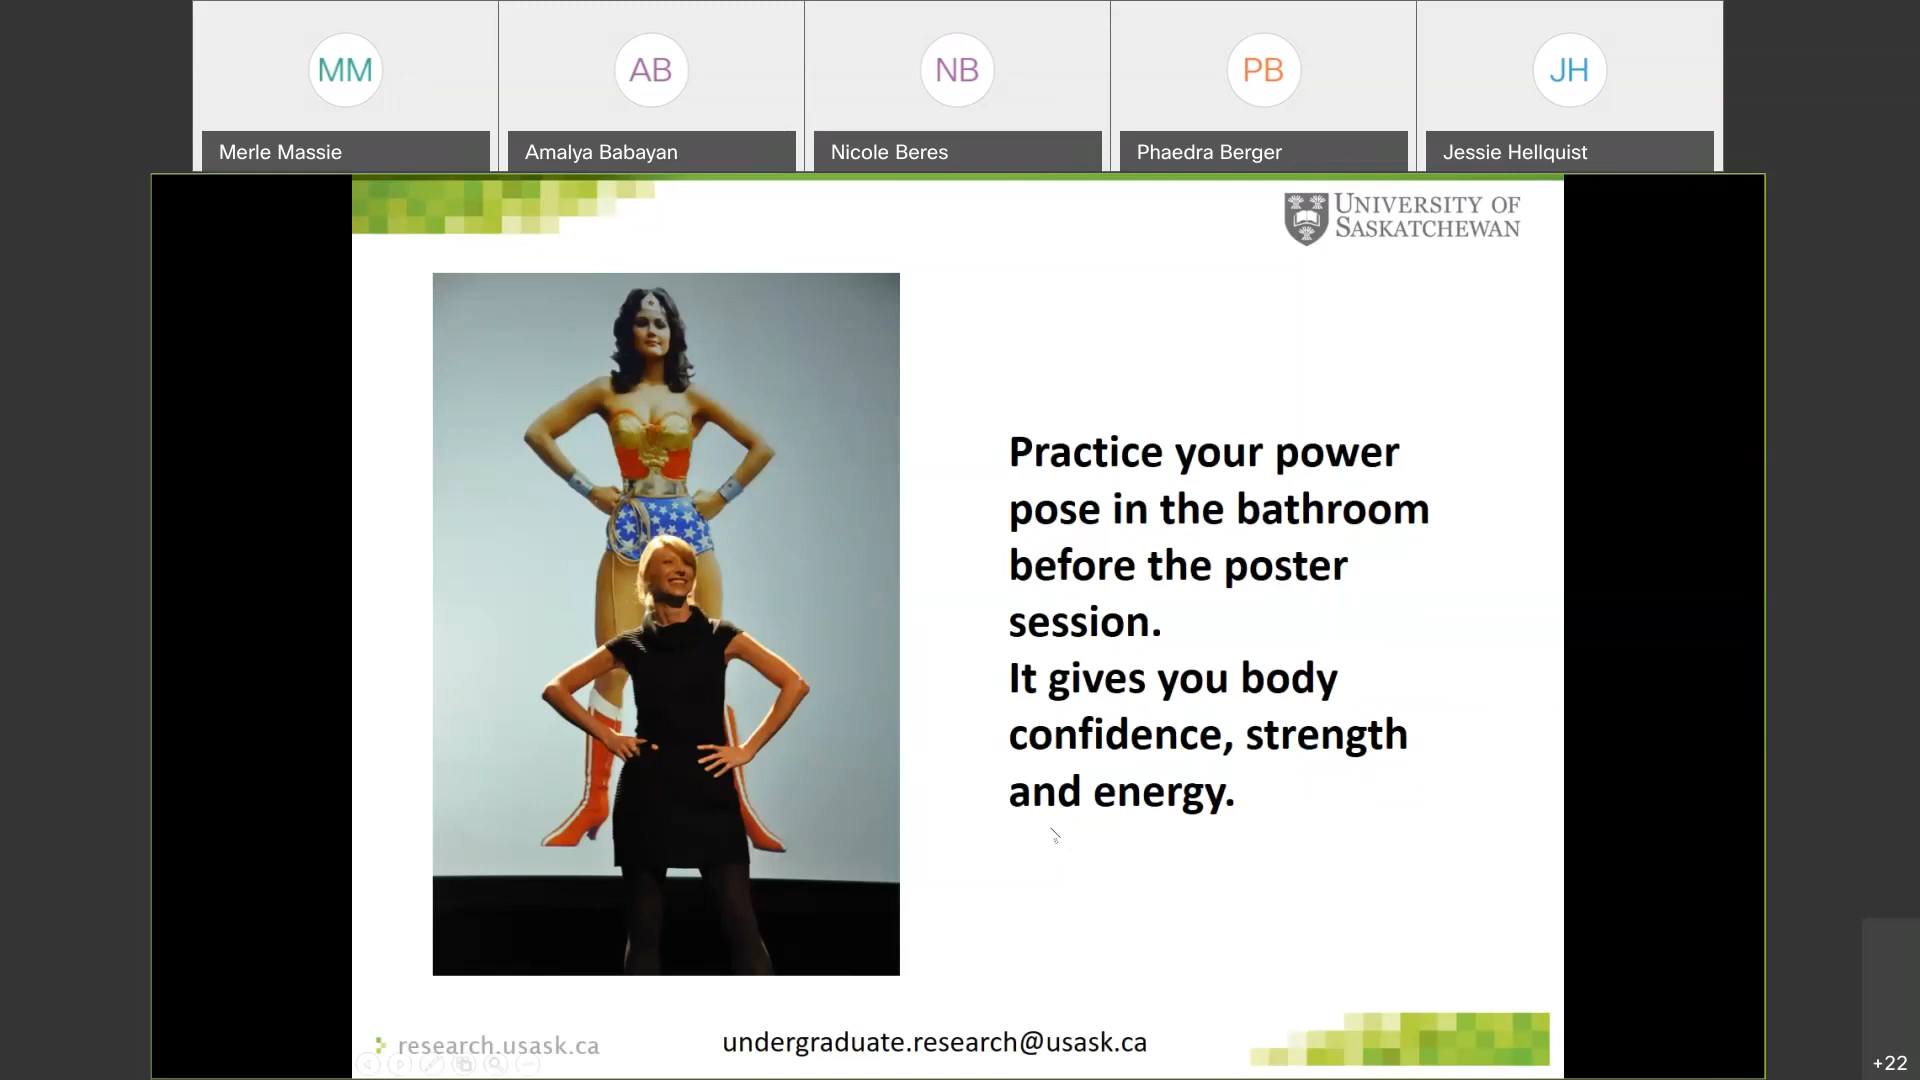 MM
AB
NB
PB
JH
Merle Massie
Amalya Babayan
Nicole Beres
Phaedra Berger
Jessie Hellquist
UNIVERSITY OF
SASKATCHEWAN
Practice your power
pose in the bathroom
before the poster
session.
It gives you body
confidence, strength
and energy.
research.usask.ca
undergraduate.research@usask.ca
+22